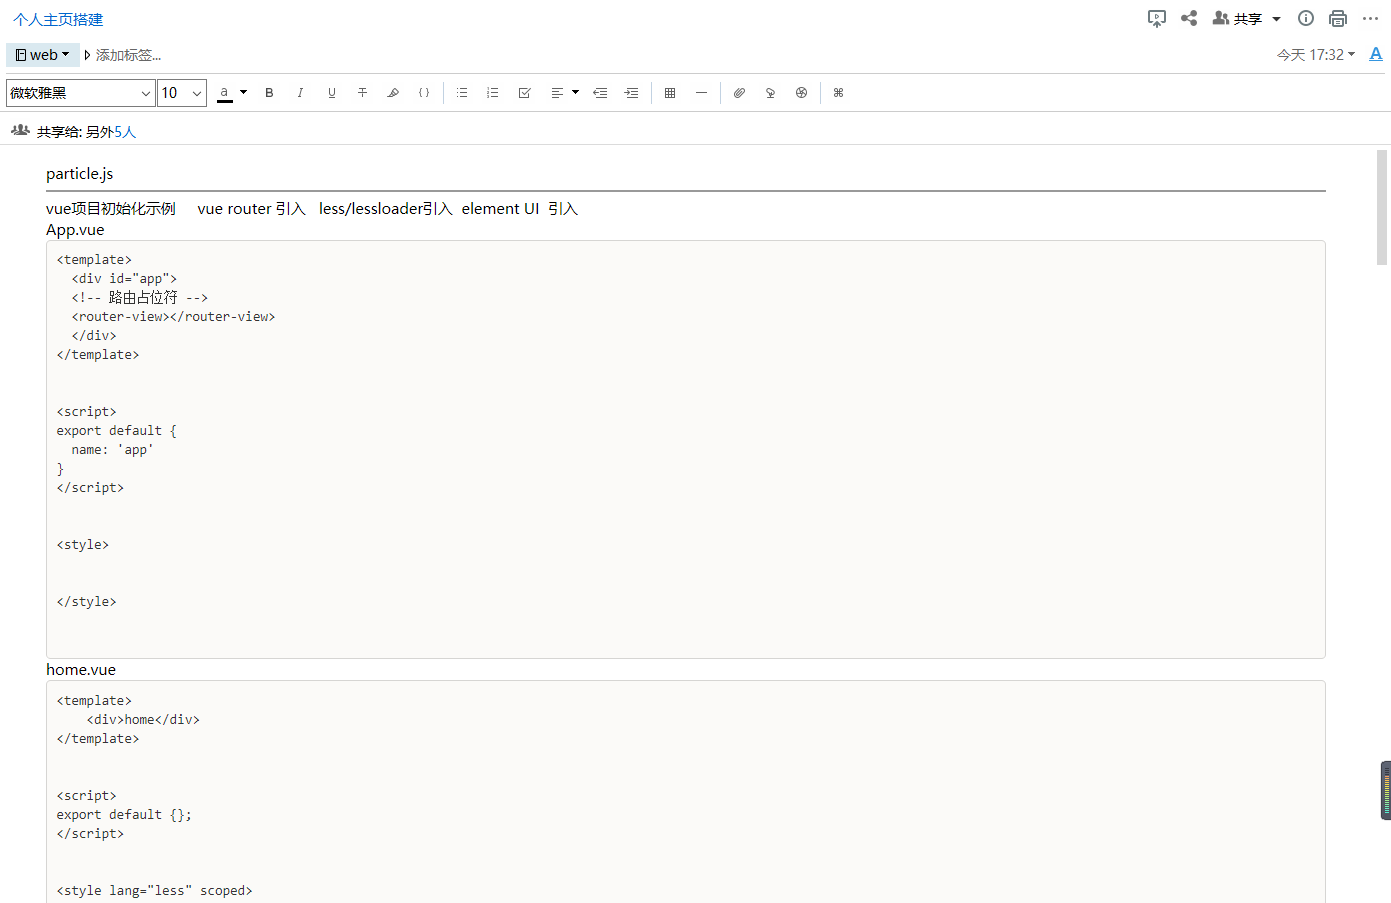 个人主页搭建
共享
web
添加标签...
今天 17:32
A
微软雅黑
10
a B I U T {}
共享给: 另外5人
particle.js
vue项目初始化示例 vue router 引入 less/lessloader引入 element UI 引入
App.vue
<template>
<div id="app">
<!-- 路由占位符 -->
<router-view></router-view>
</div>
</template>
<script>
export default {
name: 'app'
}
</script>
<style>
</style>
home.vue
<template>
<div>home</div>
</template>
<script>
export default {};
</script>
<style lang="less" scoped>